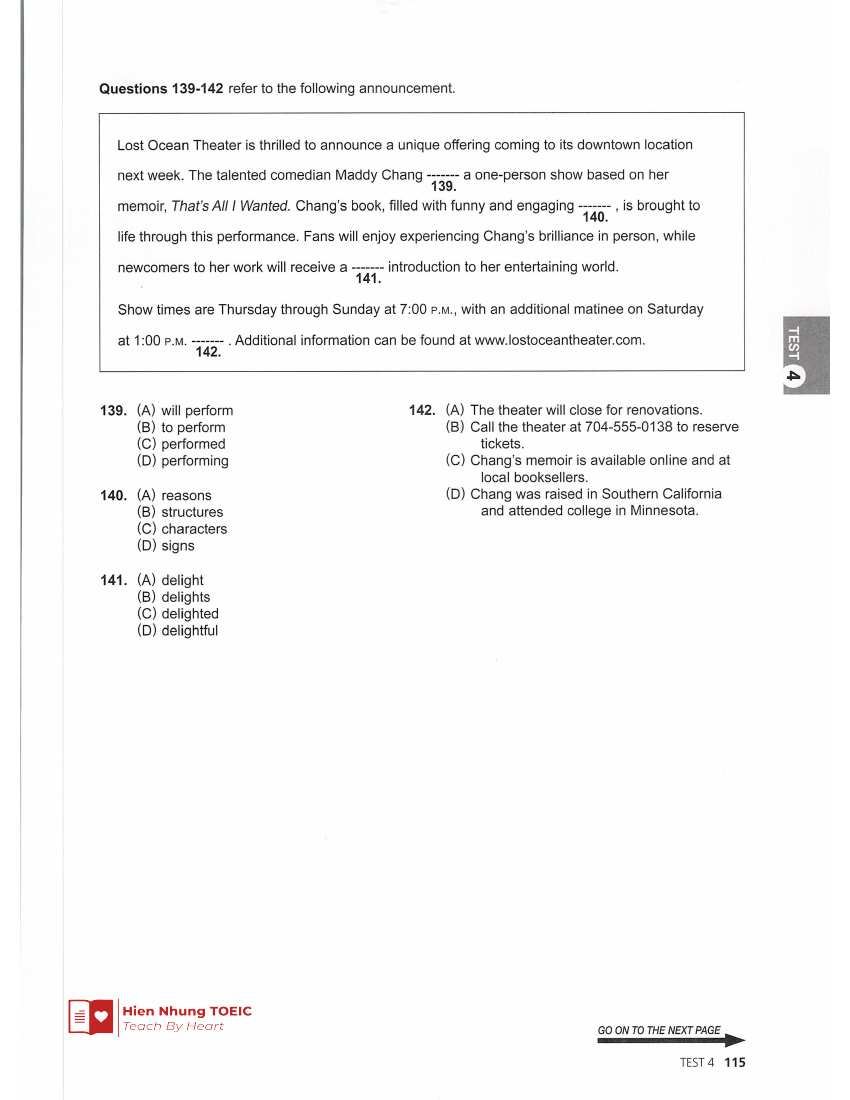 Questions 139-142 refer to the following announcement.
Lost Ocean Theater is thrilled to announce a unique offering coming to its downtown location
next week. The talented comedian Maddy Chang ------- a one-person show based on her
139.
memoir, That's All I Wanted. Chang's book, filled with funny and engaging ------- , is brought to
140.
life through this performance. Fans will enjoy experiencing Chang's brilliance in person, while
newcomers to her work will receive a ------- introduction to her entertaining world.
141.
Show times are Thursday through Sunday at 7:00 P.M., with an additional matinee on Saturday
at 1:00 P.M. ------- . Additional information can be found at www.lostoceantheater.com.
142.
139. (A) will perform
(B) to perform
(C) performed
(D) performing
140. (A) reasons
(B) structures
(C) characters
(D) signs
141. (A) delight
(B) delights
(C) delighted
(D) delightful
142. (A) The theater will close for renovations.
(B) Call the theater at 704-555-0138 to reserve
tickets.
(C) Chang's memoir is available online and at
local booksellers.
(D) Chang was raised in Southern California
and attended college in Minnesota.
TEST 4
Hien Nhung TOEIC
Teach By Heart
GO ON TO THE NEXT PAGE
TEST 4 115